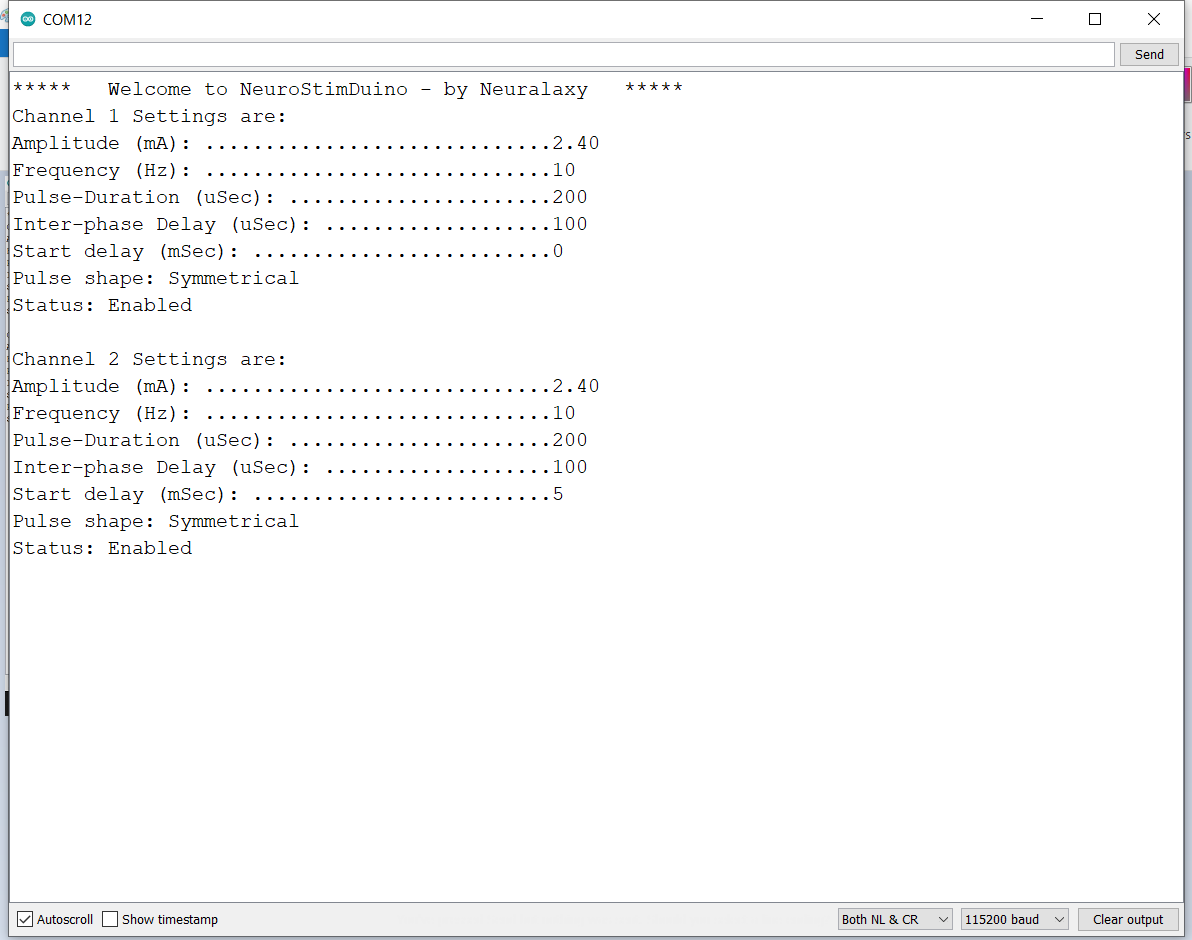 COM12
Send
*****   Welcome to NeuroStimDuino - by Neuralaxy   *****
Channel 1 Settings are:
Amplitude (mA): .............................2.40
Frequency (Hz): .............................10
Pulse-Duration (uSec): ......................200
Inter-phase Delay (uSec): ...................100
Start delay (mSec): .........................0
Pulse shape: Symmetrical
Status: Enabled

Channel 2 Settings are:
Amplitude (mA): .............................2.40
Frequency (Hz): .............................10
Pulse-Duration (uSec): ......................200
Inter-phase Delay (uSec): ...................100
Start delay (mSec): .........................5
Pulse shape: Symmetrical
Status: Enabled
Autoscroll Show timestamp Both NL & CR 115200 baud Clear output